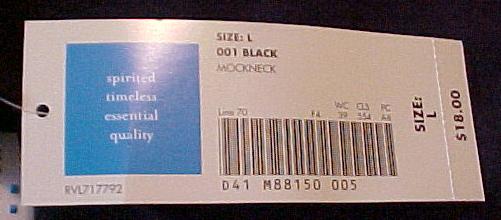 spirited
timeless
essential
quality
RVL717792
SIZE: L
001 BLACK
MOCKNECK
WC CLS PC
Line 70 F4 39 554 A8
D41 M88150 005
SIZE:
L
$18.00